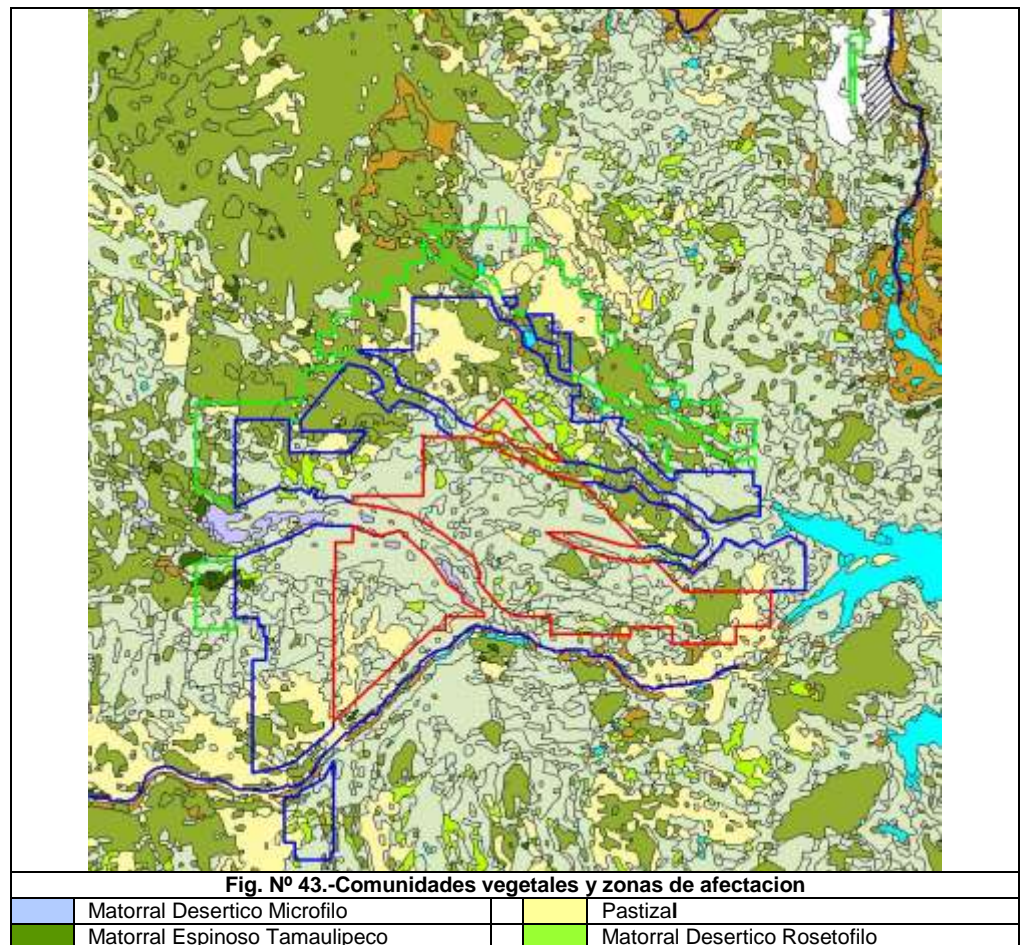 Fig. Nº 43.-Comunidades vegetales y zonas de afectacion
Matorral Desertico Microfilo Pastizal
Matorral Espinoso Tamaulipeco Matorral Desertico Rosetofilo